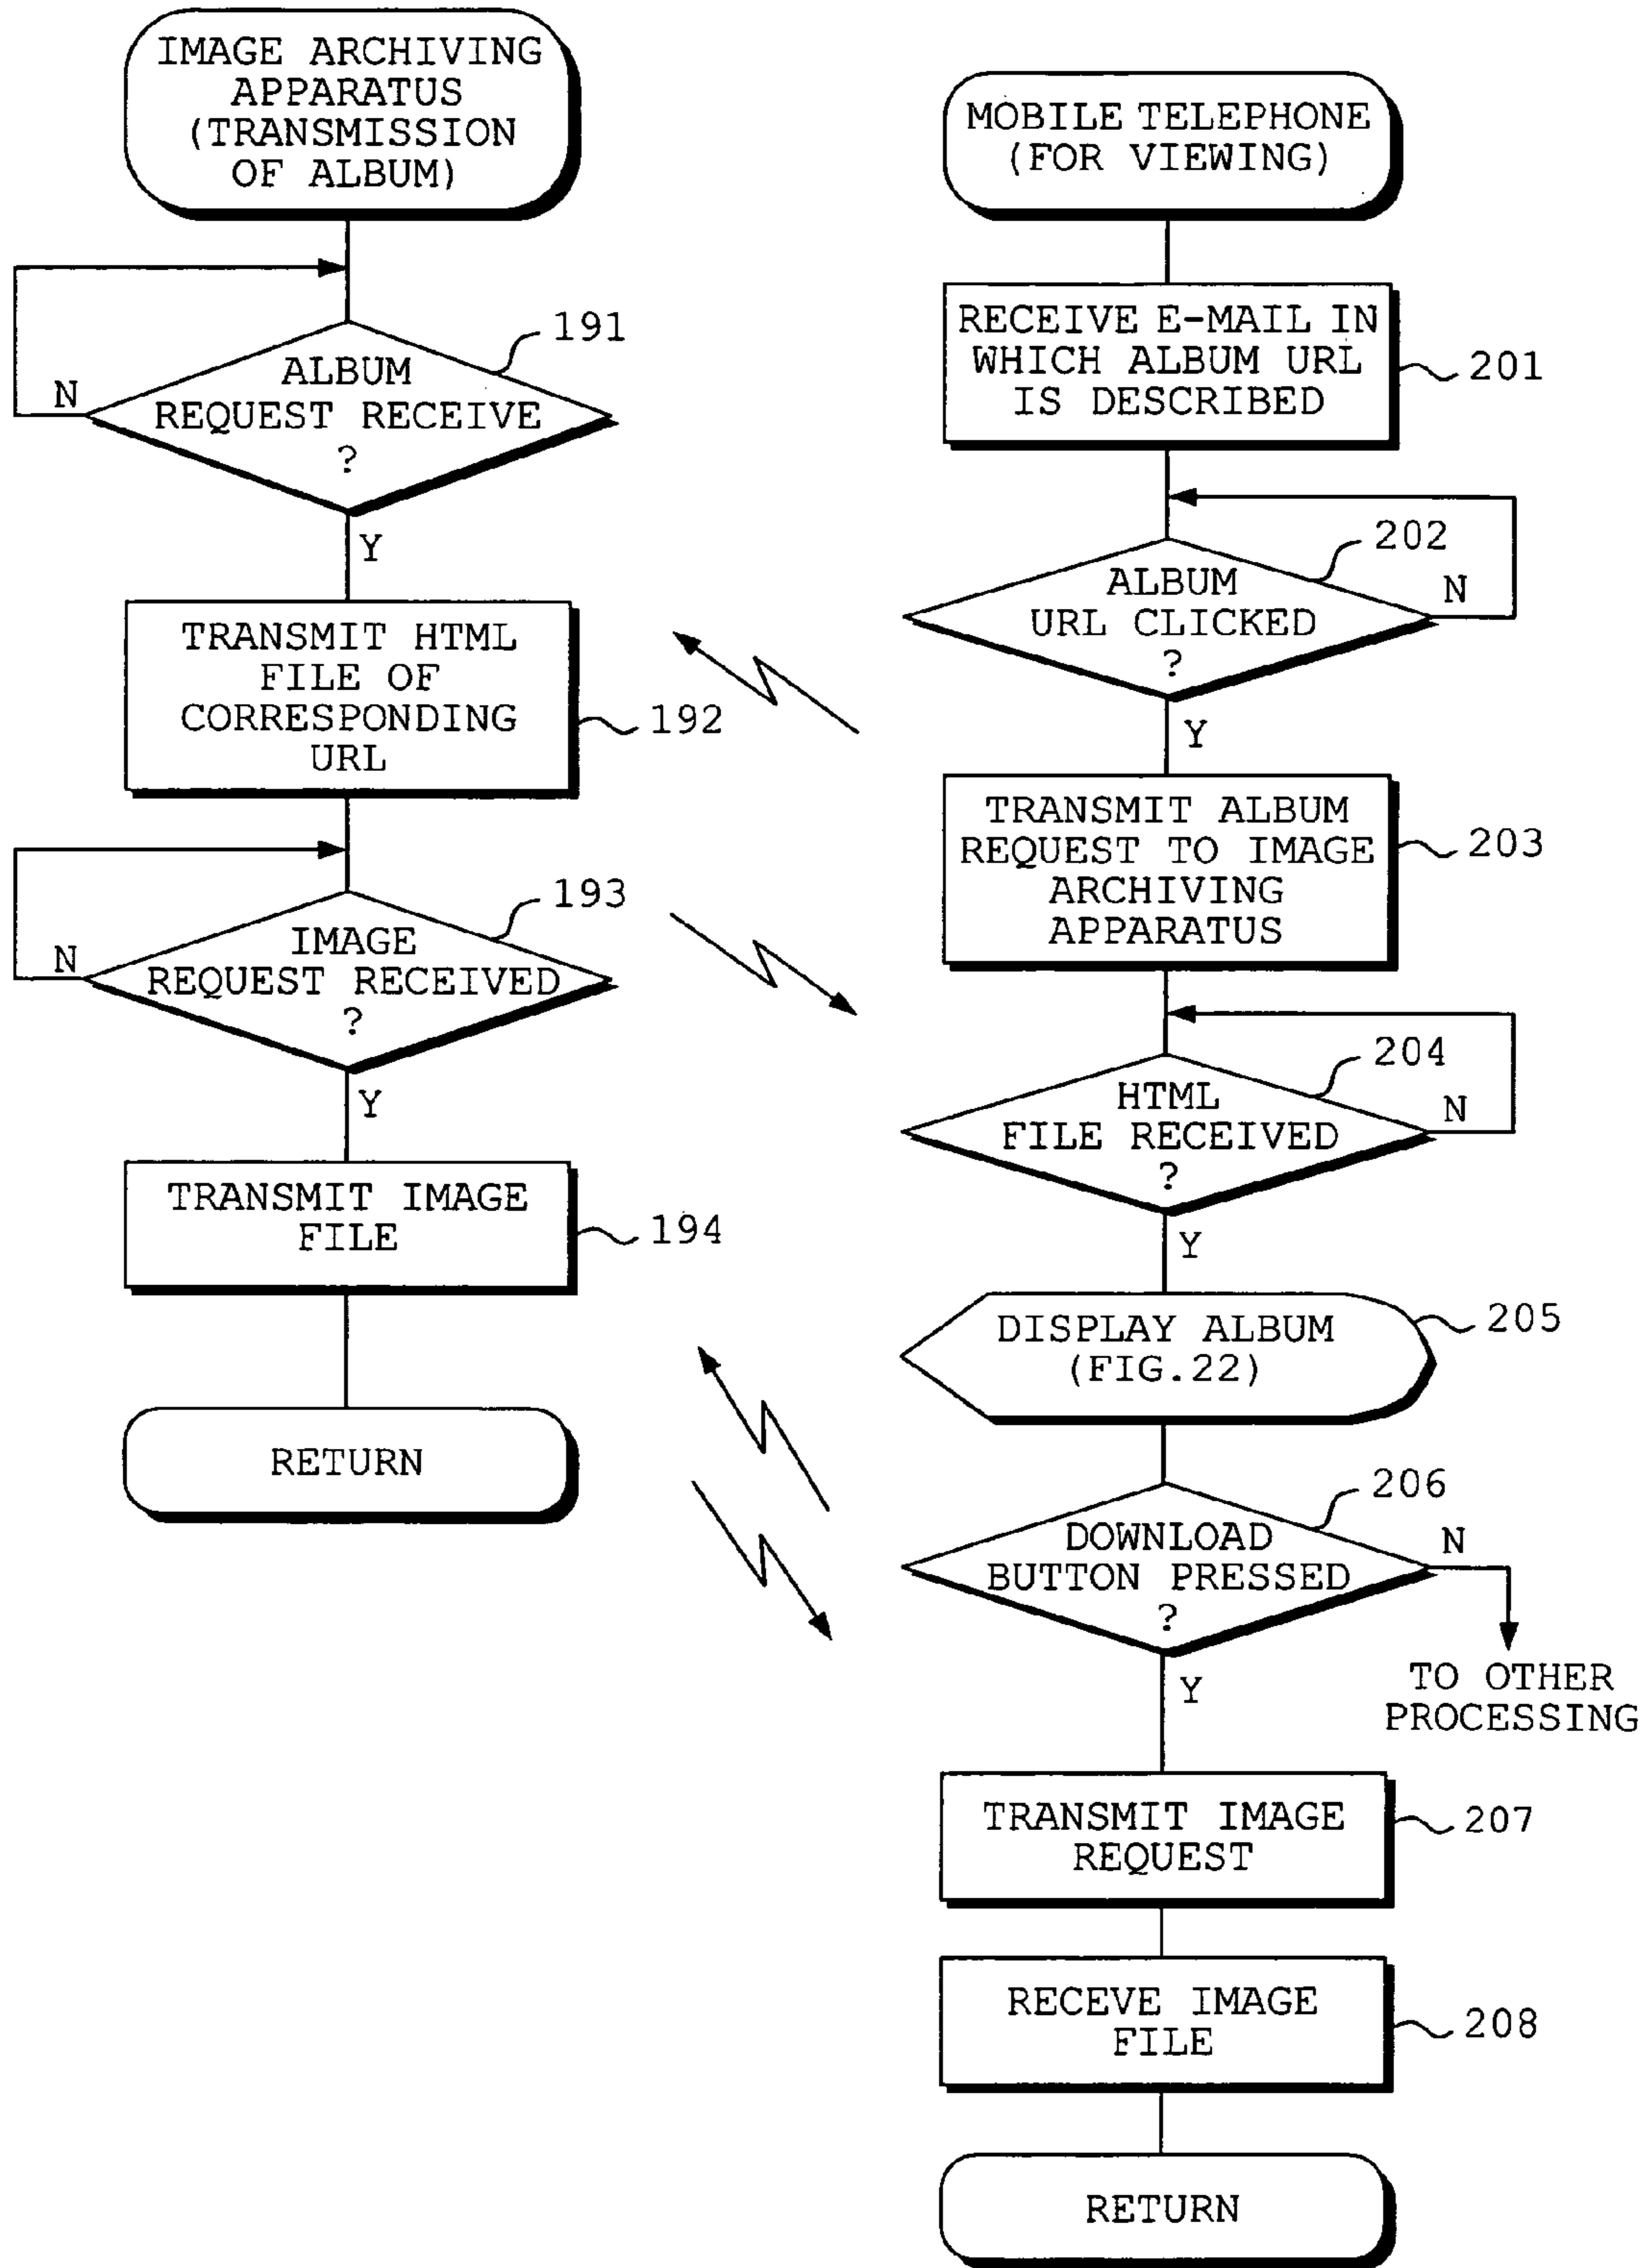 IMAGE ARCHIVING
APPARATUS
(TRANSMISSION
OF ALBUM)
191
ALBUM
REQUEST RECEIVE
?
N
Y
TRANSMIT HTML
FILE OF
CORRESPONDING
URL
192
193
IMAGE
REQUEST RECEIVED
?
N
Y
TRANSMIT IMAGE
FILE
194
RETURN
MOBILE TELEPHONE
(FOR VIEWING)
RECEIVE E-MAIL IN
WHICH ALBUM URL
IS DESCRIBED
201
202
ALBUM
URL CLICKED
?
N
Y
TRANSMIT ALBUM
REQUEST TO IMAGE
ARCHIVING
APPARATUS
203
204
HTML
FILE RECEIVED
?
N
Y
DISPLAY ALBUM
(FIG.22)
205
206
DOWNLOAD
BUTTON PRESSED
?
N
TO OTHER
PROCESSING
Y
TRANSMIT IMAGE
REQUEST
207
RECEVE IMAGE
FILE
208
RETURN